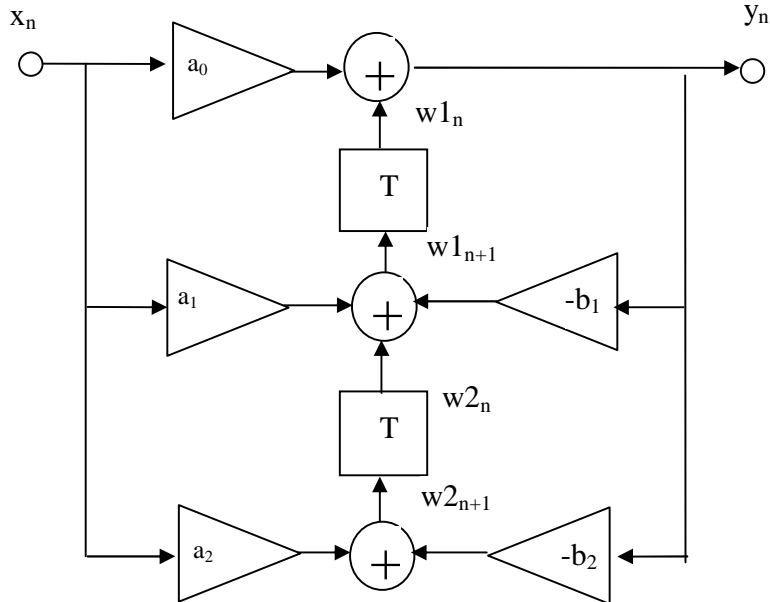 xₙ
yₙ
a₀
+
w1ₙ
T
w1ₙ₊₁
a₁
+
-b₁
w2ₙ
T
w2ₙ₊₁
a₂
+
-b₂